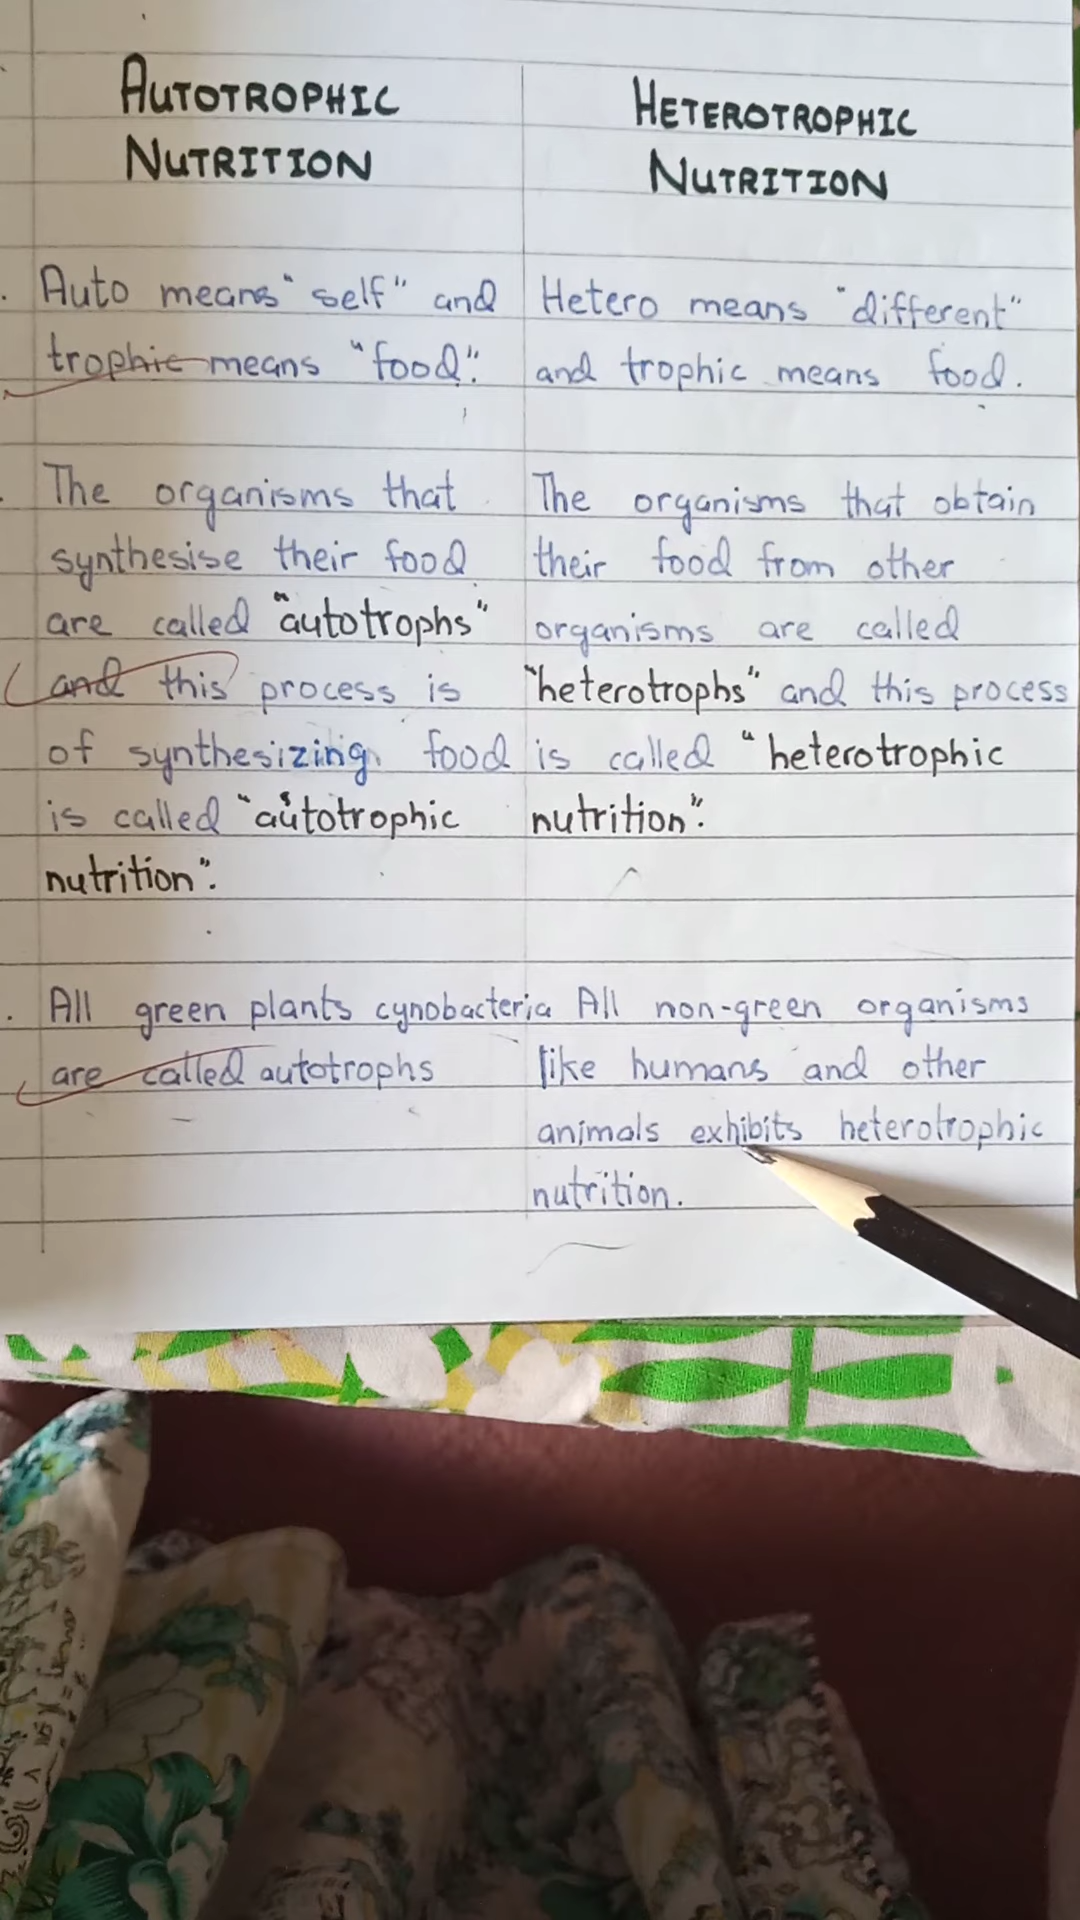 AUTOTROPHIC
NUTRITION
. Auto means "self" and
trophic means "food".
. The organisms that
synthesise their food
are called "autotrophs"
and this process is
of synthesizing food
is called "autotrophic
nutrition".
. All green plants cynobacteria
are called autotrophs
HETEROTROPHIC
NUTRITION
Hetero means "different"
and trophic means food.
The organisms that obtain
their food from other
organisms are called
"heterotrophs" and this process
is called "heterotrophic
nutrition".
All non-green organisms
like humans and other
animals exhibits heterotrophic
nutrition.